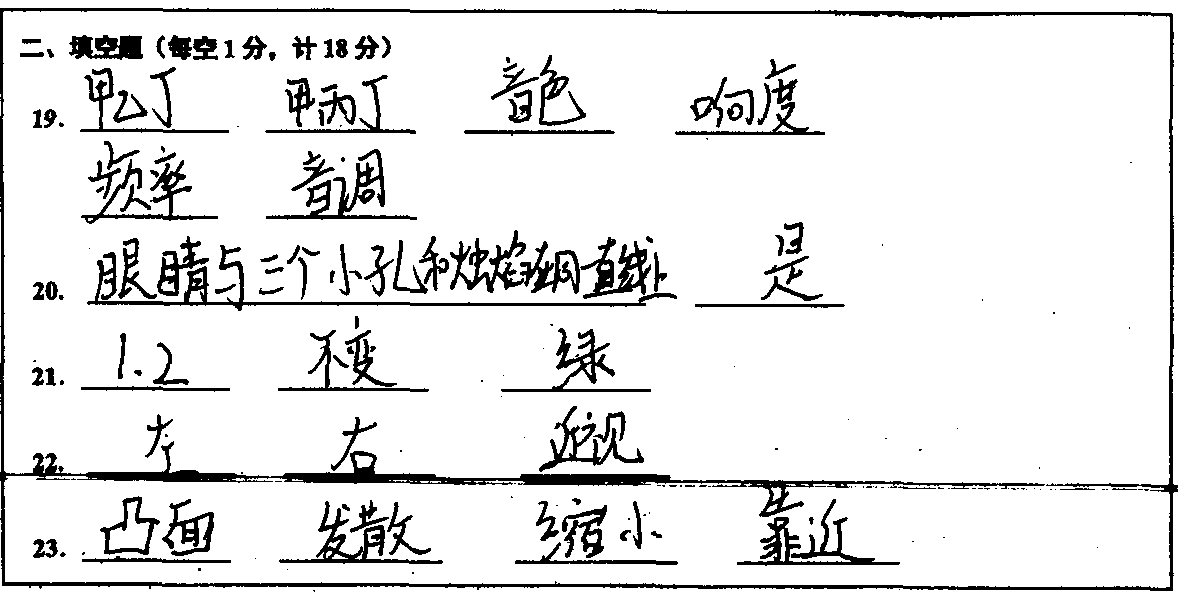 二、填空题（每空1分，计18分）
19. 甲乙丁 甲丙丁 音色 响度
频率 音调
20. 眼睛与三个小孔和烛焰在同一直线上 是
21. 1.2 不变 绿
22. 左 右 近视
23. 凸面 发散 缩小 靠近